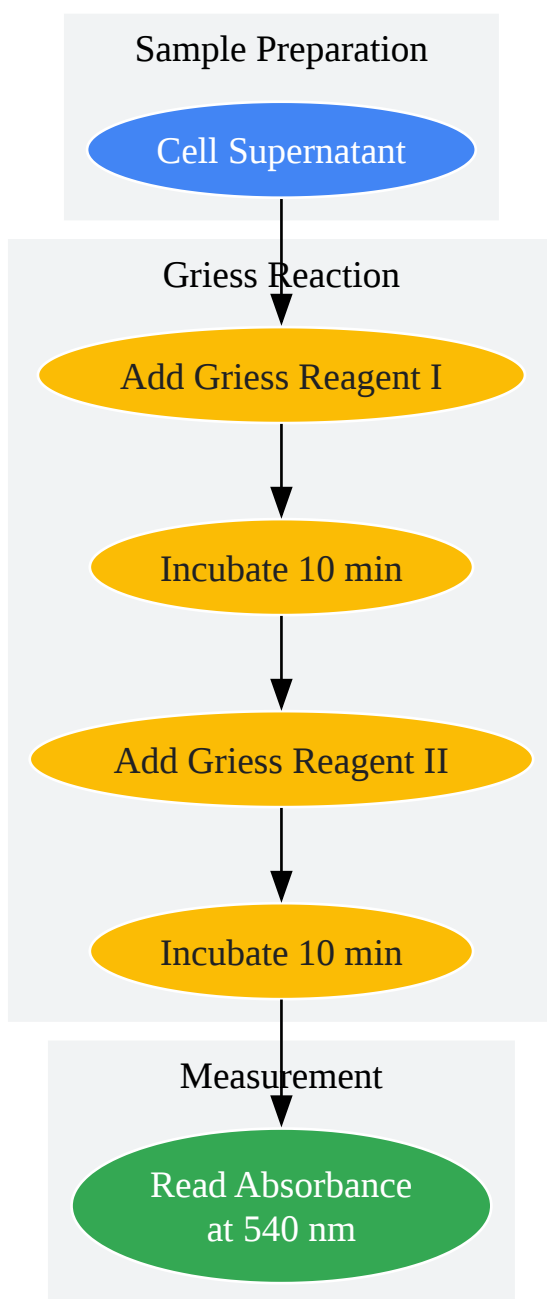 Sample Preparation
Cell Supernatant
Griess Reaction
Add Griess Reagent I
Incubate 10 min
Add Griess Reagent II
Incubate 10 min
Measurement
Read Absorbance
at 540 nm